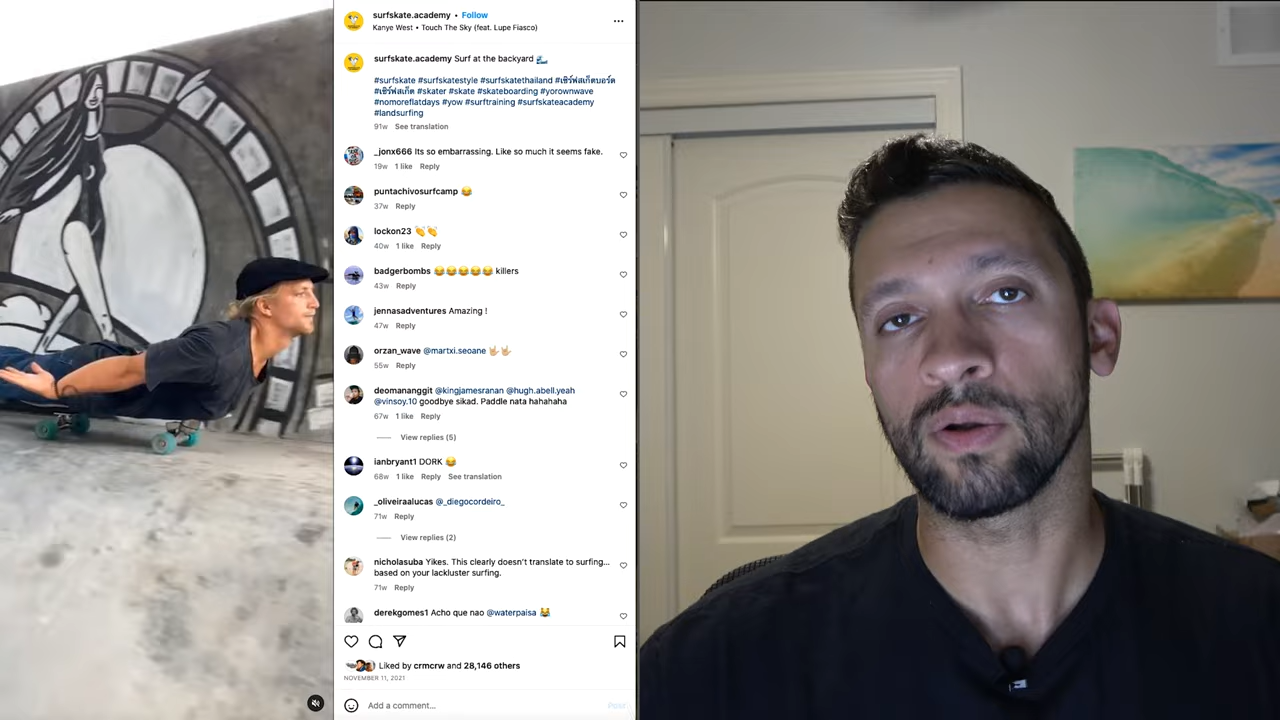 surfskate.academy • Follow
Kanye West • Touch The Sky (feat. Lupe Fiasco)
surfskate.academy Surf at the backyard 🌊
#surfskate #surfskatestyle #surfskatethailand #เซิร์ฟสเก็ตบอร์ด
#เซิร์ฟสเก็ต #skater #skate #skateboarding #yorownwave
#nomoreflatdays #yow #surftraining #surfskateacademy
#landsurfing
91w See translation
_jonx666 Its so embarrassing. Like so much it seems fake.
19w 1 like Reply
puntachivosurfcamp 😂
37w Reply
lockon23 👏👏
40w 1 like Reply
badgerbombs 😂😂😂😂😂 killers
43w Reply
jennasadventures Amazing !
47w Reply
orzan_wave @martxi.seoane 🤟🏼🤟🏼
55w Reply
deomananggit @kingjamesranan @hugh.abell.yeah
@vinsoy.10 goodbye sikad. Paddle nata hahahaha
67w 1 like Reply
View replies (5)
ianbryant1 DORK 😂
68w 1 like Reply See translation
_oliveiraalucas @_diegocordeiro_
71w Reply
View replies (2)
nicholasuba Yikes. This clearly doesn't translate to surfing...
based on your lackluster surfing.
71w Reply
derekgomes1 Acho que nao @waterpaisa 😹
Liked by crmcrw and 28,146 others
NOVEMBER 11, 2021
Add a comment...
Post